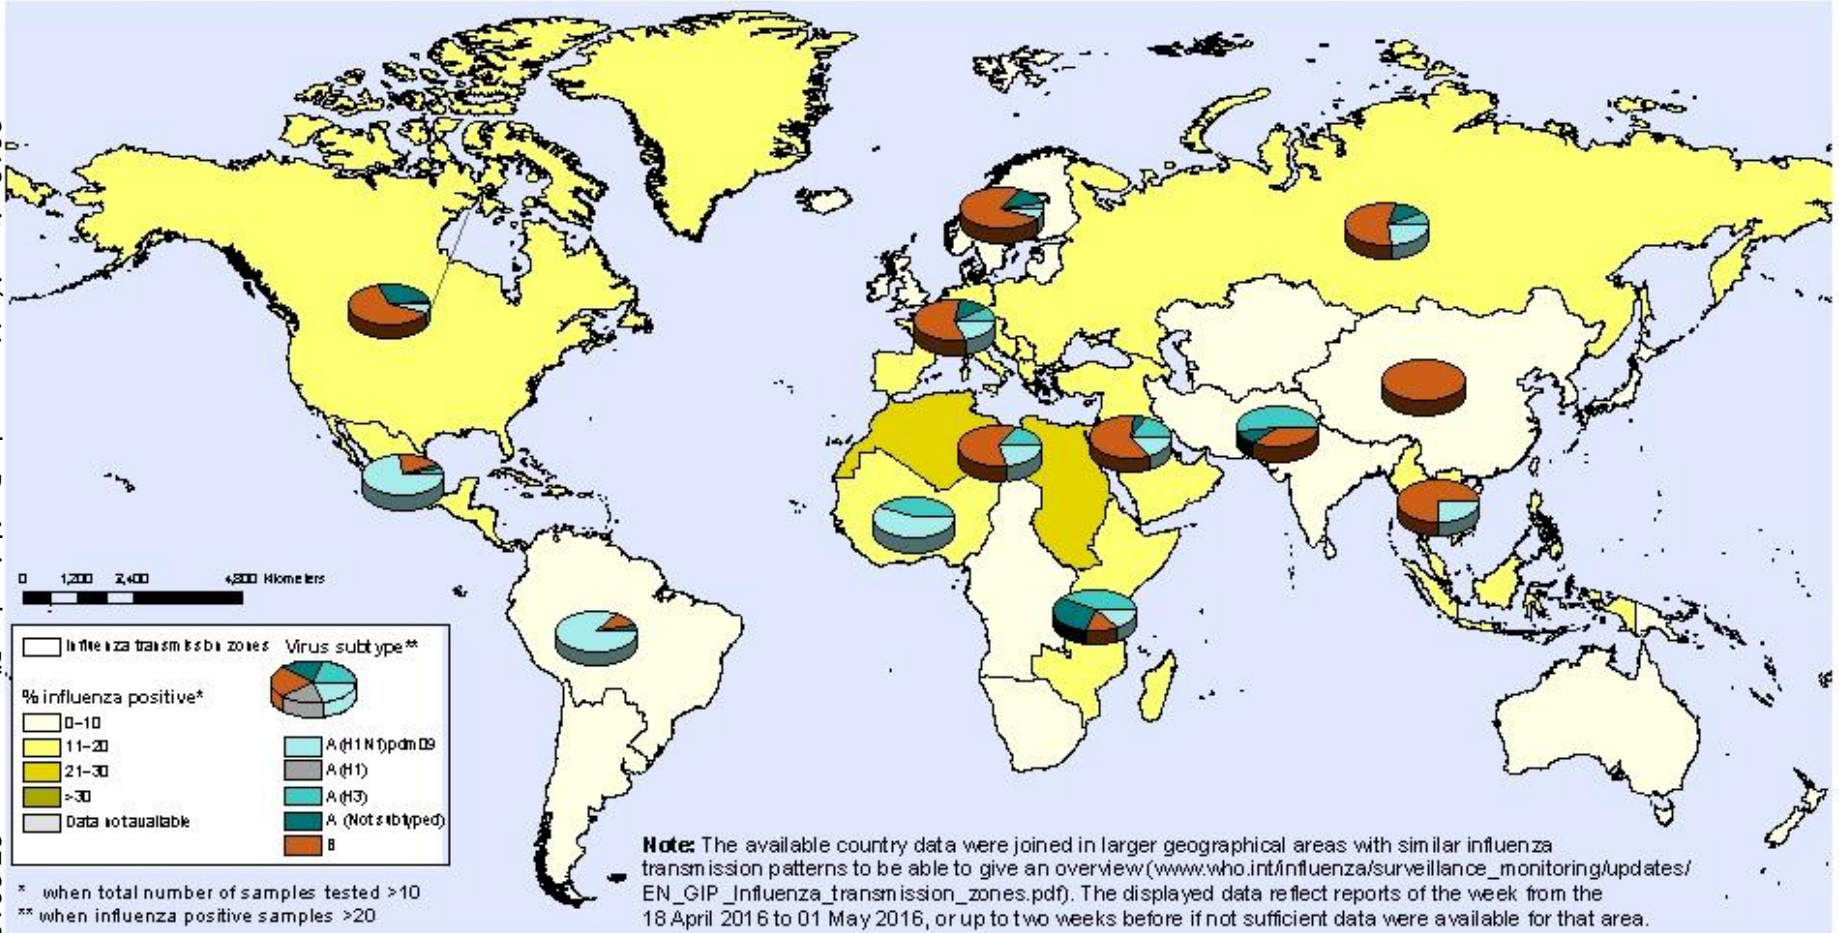 0 1,200 2,400 4,800 Kilometers
Influenza transmission zones
Virus subtype**
% influenza positive*
0-10
11-20
21-30
>30
Data not available
A(H1N1)pdm09
A(H1)
A(H3)
A (Not subtyped)
B
* when total number of samples tested >10
** when influenza positive samples >20
Note: The available country data were joined in larger geographical areas with similar influenza
transmission patterns to be able to give an overview (www.who.int/influenza/surveillance_monitoring/updates/
EN_GIP_Influenza_transmission_zones.pdf). The displayed data reflect reports of the week from the
18 April 2016 to 01 May 2016, or up to two weeks before if not sufficient data were available for that area.